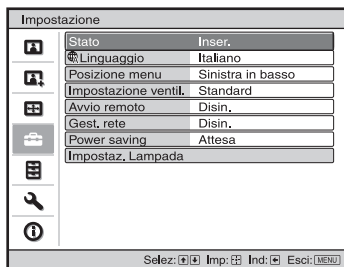 Impostazione
Stato Inser.
Linguaggio Italiano
Posizione menu Sinistra in basso
Impostazione ventil. Standard
Avvio remoto Disin.
Gest. rete Disin.
Power saving Attesa
Impostaz. Lampada
Selez: Imp: Ind: Esci: MENU